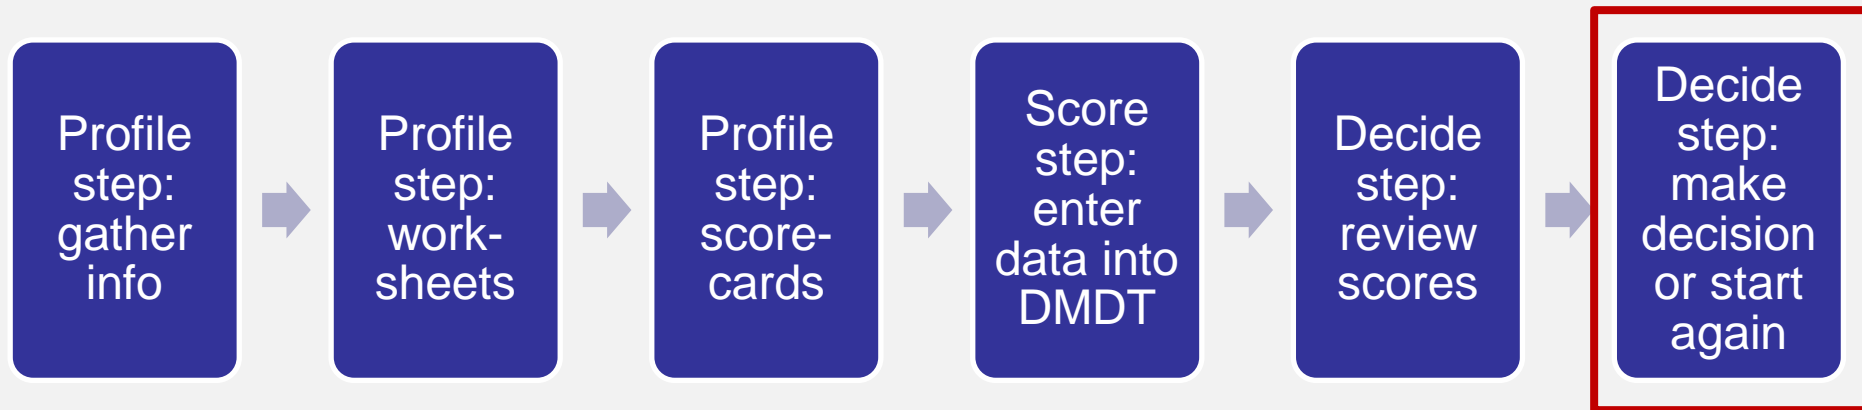 Profile
step:
gather
info
Profile
step:
work-
sheets
Profile
step:
score-
cards
Score
step:
enter
data into
DMDT
Decide
step:
review
scores
Decide
step:
make
decision
or start
again